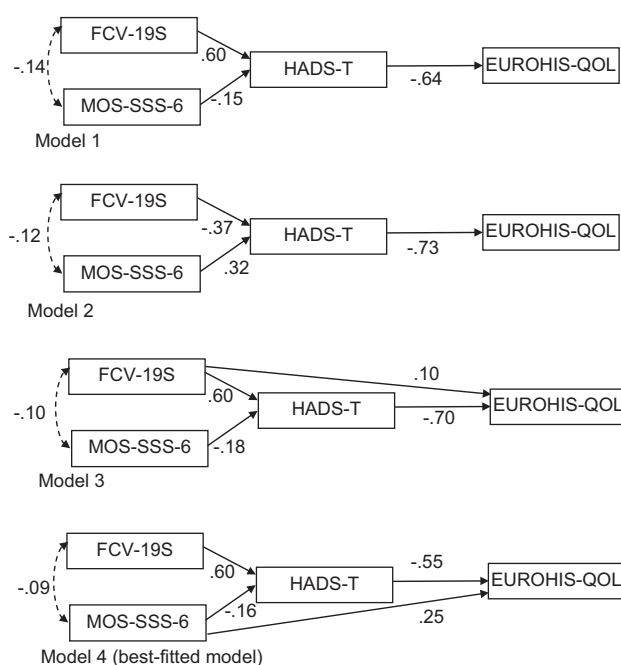 FCV-19S
-.14
.60
HADS-T
-.64
EUROHIS-QOL
MOS-SSS-6
-.15
Model 1
FCV-19S
-.12
-.37
HADS-T
-.73
EUROHIS-QOL
MOS-SSS-6
.32
Model 2
FCV-19S
.10
-.10
.60
HADS-T
-.70
EUROHIS-QOL
MOS-SSS-6
-.18
Model 3
FCV-19S
-.09
.60
HADS-T
-.55
EUROHIS-QOL
MOS-SSS-6
-.16
.25
Model 4 (best-fitted model)